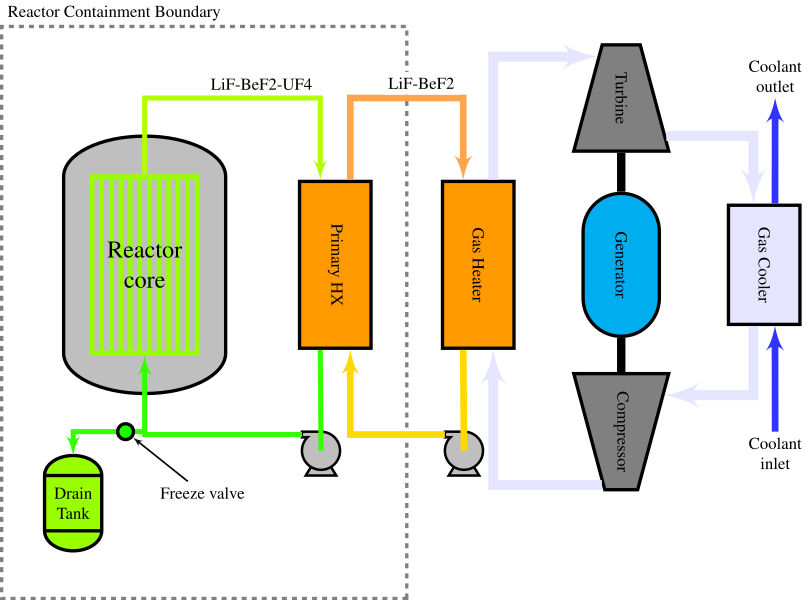 Reactor Containment Boundary
LiF-BeF2-UF4
LiF-BeF2
Coolant
outlet
Turbine
Reactor
core
Primary HX
Gas Heater
Generator
Gas Cooler
Compressor
Coolant
inlet
Drain
Tank
Freeze valve